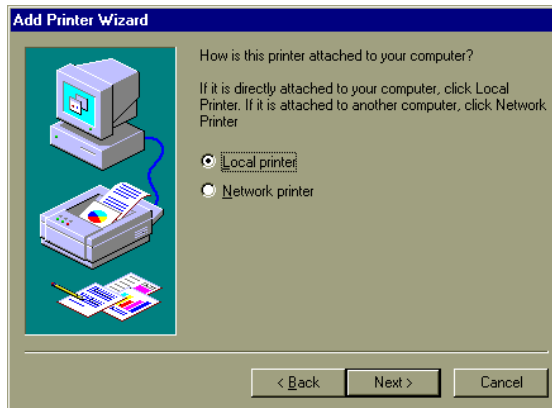 Add Printer Wizard
How is this printer attached to your computer?
If it is directly attached to your computer, click Local
Printer. If it is attached to another computer, click Network
Printer
Local printer
Network printer
< Back
Next >
Cancel